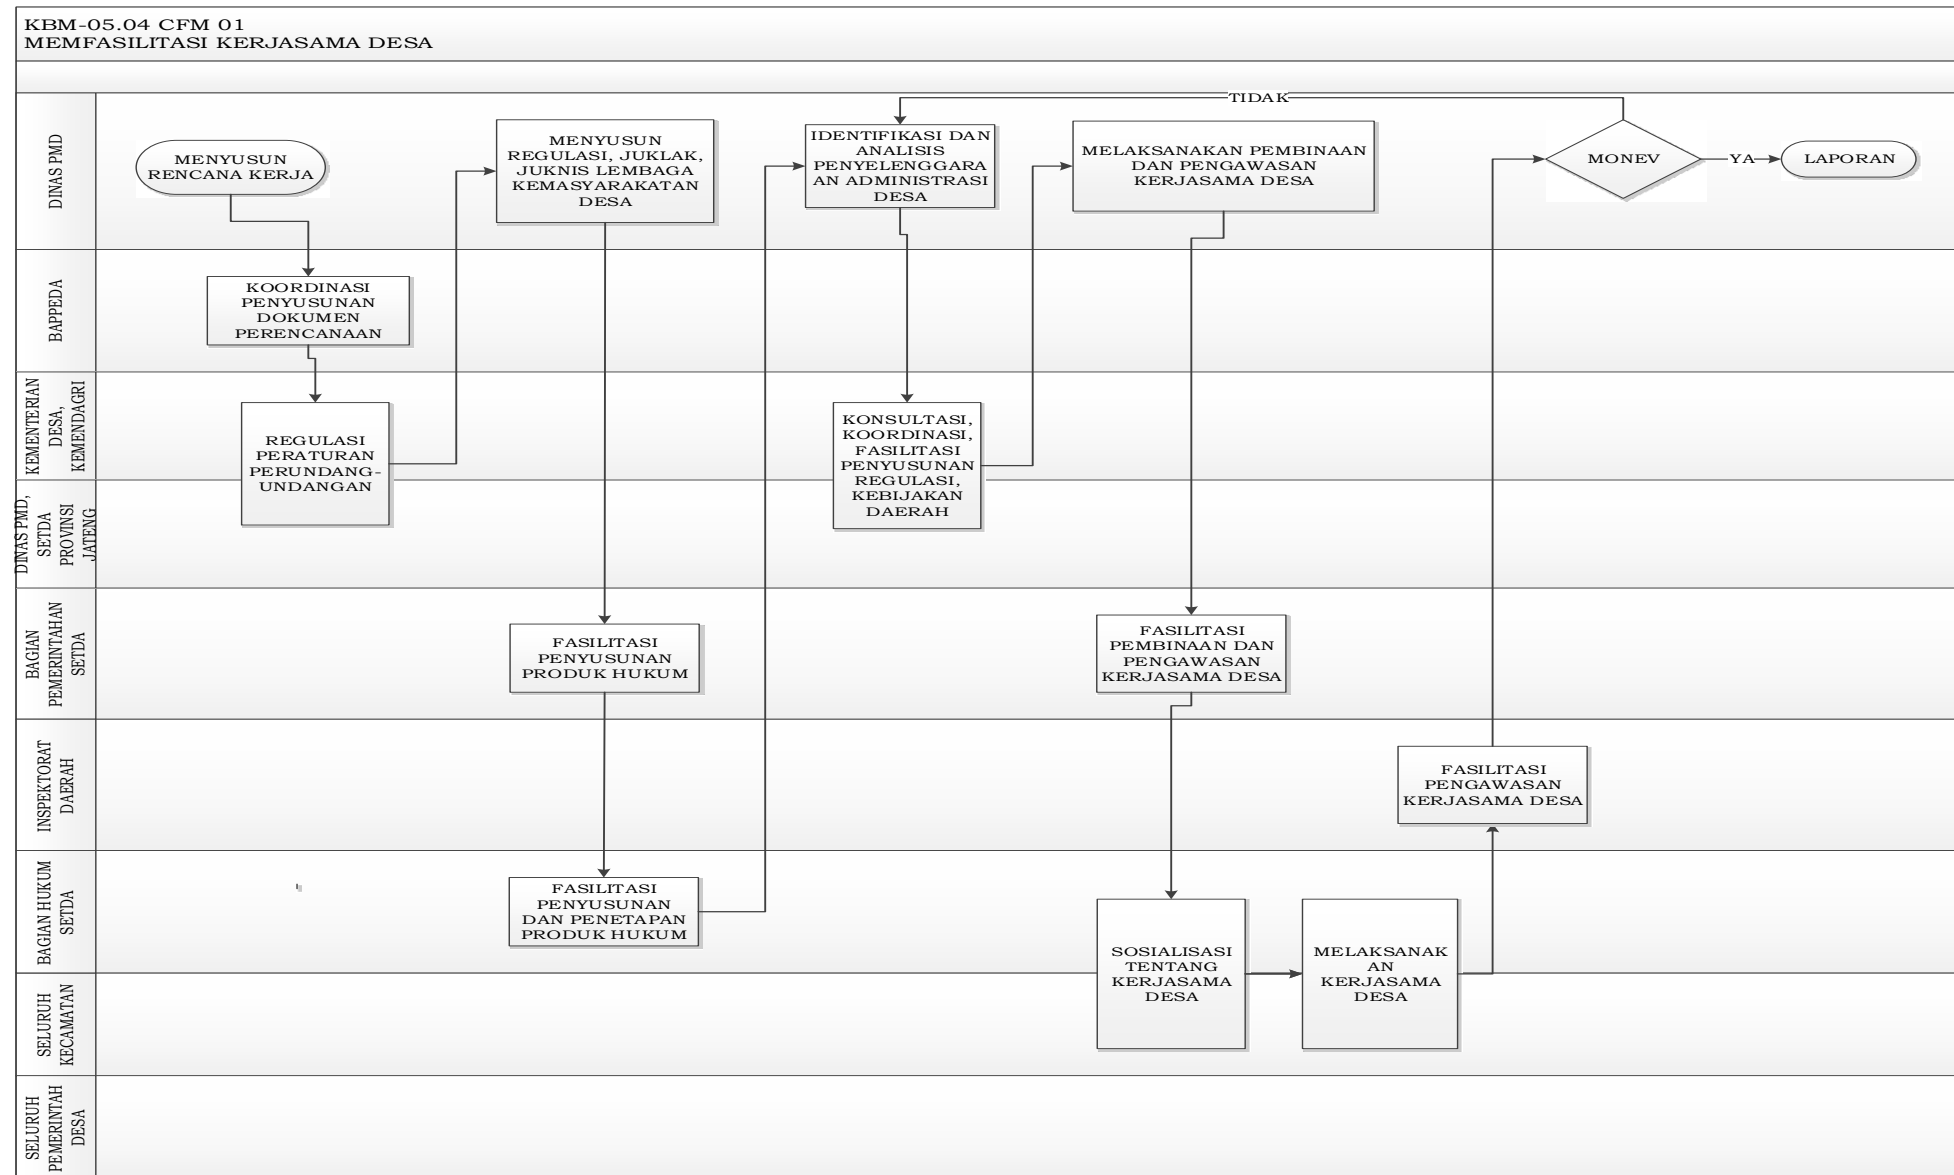 KBM-05.04 CFM 01
MEMFASILITASI KERJASAMA DESA
DINAS PMD
MENYUSUN
RENCANA KERJA
MENYUSUN
REGULASI, JUKLAK,
JUKNIS LEMBAGA
KEMASYARAKATAN
DESA
IDENTIFIKASI DAN
ANALISIS
PENYELENGGARA
AN ADMINISTRASI
DESA
TIDAK
MELAKSANAKAN PEMBINAAN
DAN PENGAWASAN
KERJASAMA DESA
MONEV
YA
LAPORAN
BAPPEDA
KOORDINASI
PENYUSUNAN
DOKUMEN
PERENCANAAN
KEMENTERIAN
DESA,
KEMENDAGRI
REGULASI
PERATURAN
PERUNDANG-
UNDANGAN
KONSULTASI,
KOORDINASI,
FASILITASI
PENYUSUNAN
REGULASI,
KEBIJAKAN
DAERAH
DINAS PMD,
SETDA
PROVINSI
JATENG
BAGIAN
PEMERINTAHAN
SETDA
FASILITASI
PENYUSUNAN
PRODUK HUKUM
FASILITASI
PEMBINAAN DAN
PENGAWASAN
KERJASAMA DESA
INSPEKTORAT
DAERAH
FASILITASI
PENGAWASAN
KERJASAMA DESA
BAGIAN HUKUM
SETDA
FASILITASI
PENYUSUNAN
DAN PENETAPAN
PRODUK HUKUM
SOSIALISASI
TENTANG
KERJASAMA
DESA
MELAKSANAK
AN
KERJASAMA
DESA
SELURUH
KECAMATAN
SELURUH
PEMERINTAH
DESA